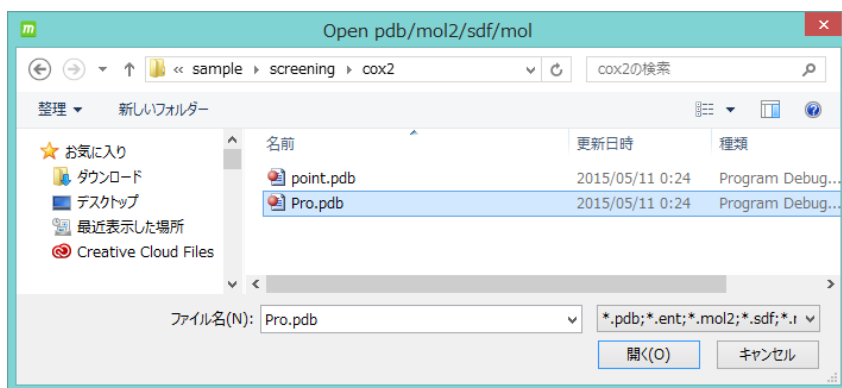 m
Open pdb/mol2/sdf/mol
« sample screening cox2
cox2の検索
整理 新しいフォルダー
お気に入り
ダウンロード
デスクトップ
最近表示した場所
Creative Cloud Files
名前 更新日時 種類
point.pdb 2015/05/11 0:24 Program Debug...
Pro.pdb 2015/05/11 0:24 Program Debug...
ファイル名(N): Pro.pdb
*.pdb;*.ent;*.mol2;*.sdf;*.r
開く(O) キャンセル